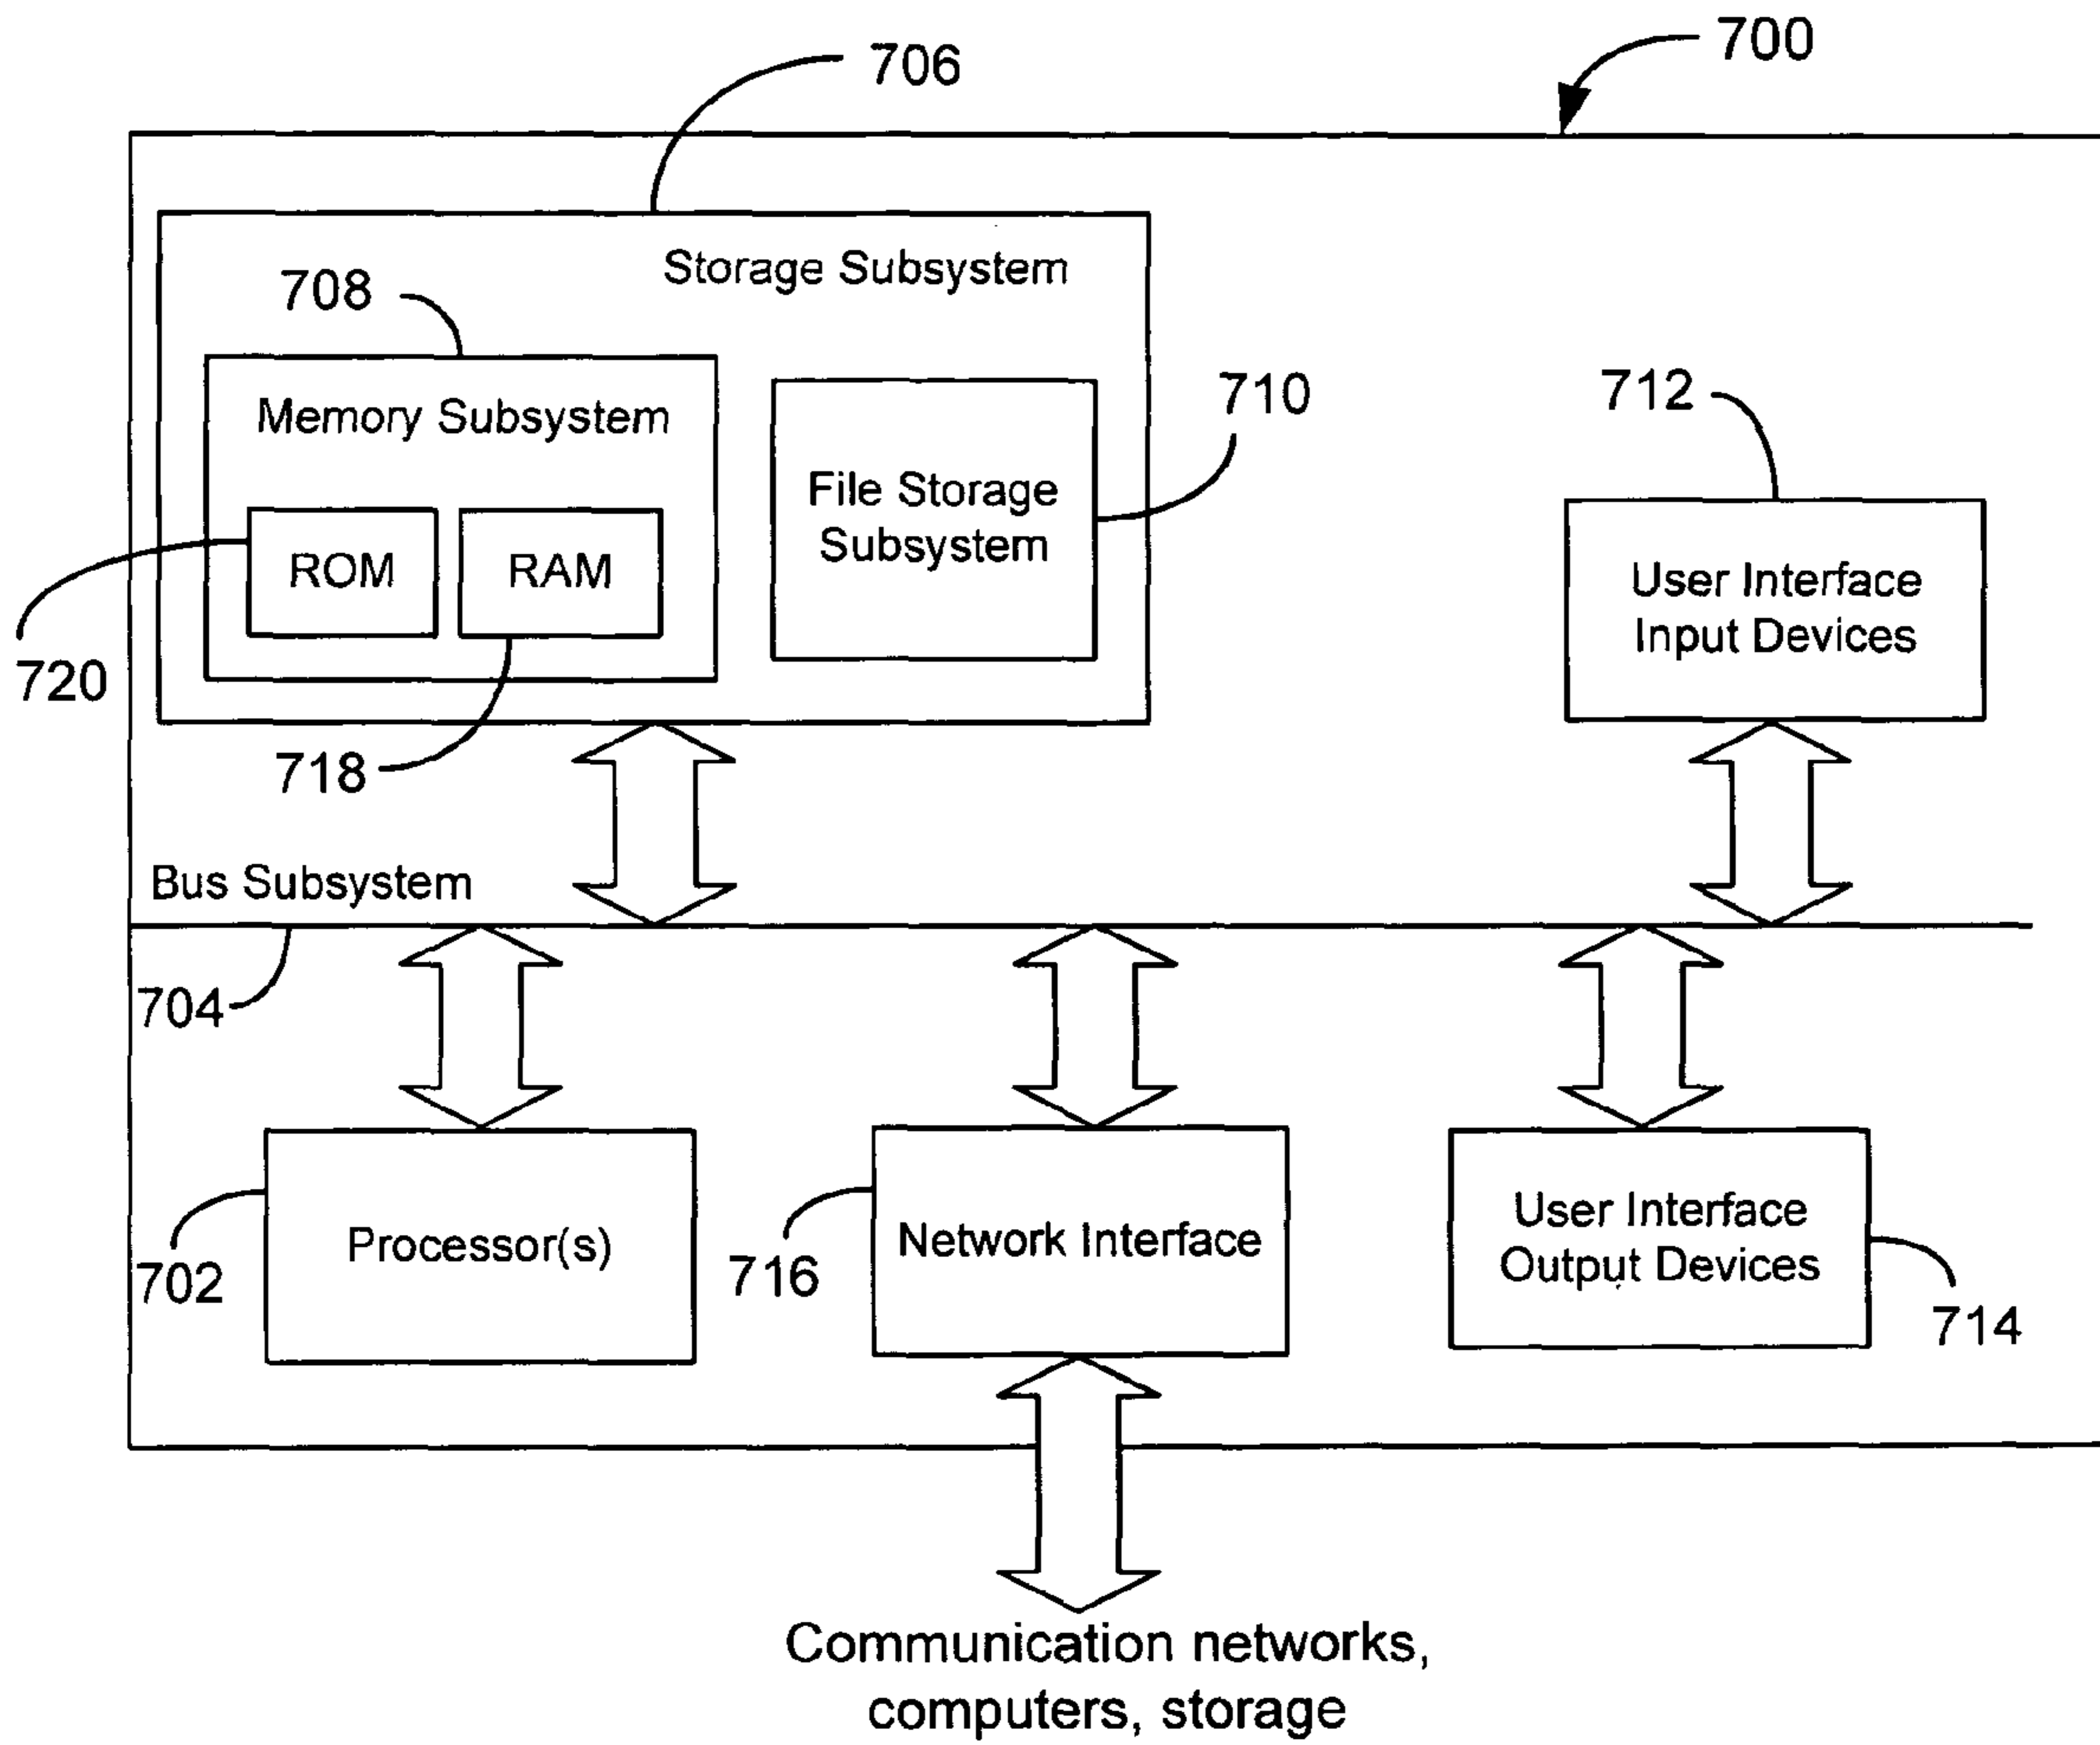 700
706
Storage Subsystem
708
Memory Subsystem
710
712
File Storage
Subsystem
ROM
RAM
User Interface
Input Devices
720
718
Bus Subsystem
704
Processor(s)
702
Network Interface
716
User Interface
Output Devices
714
Communication networks,
computers, storage